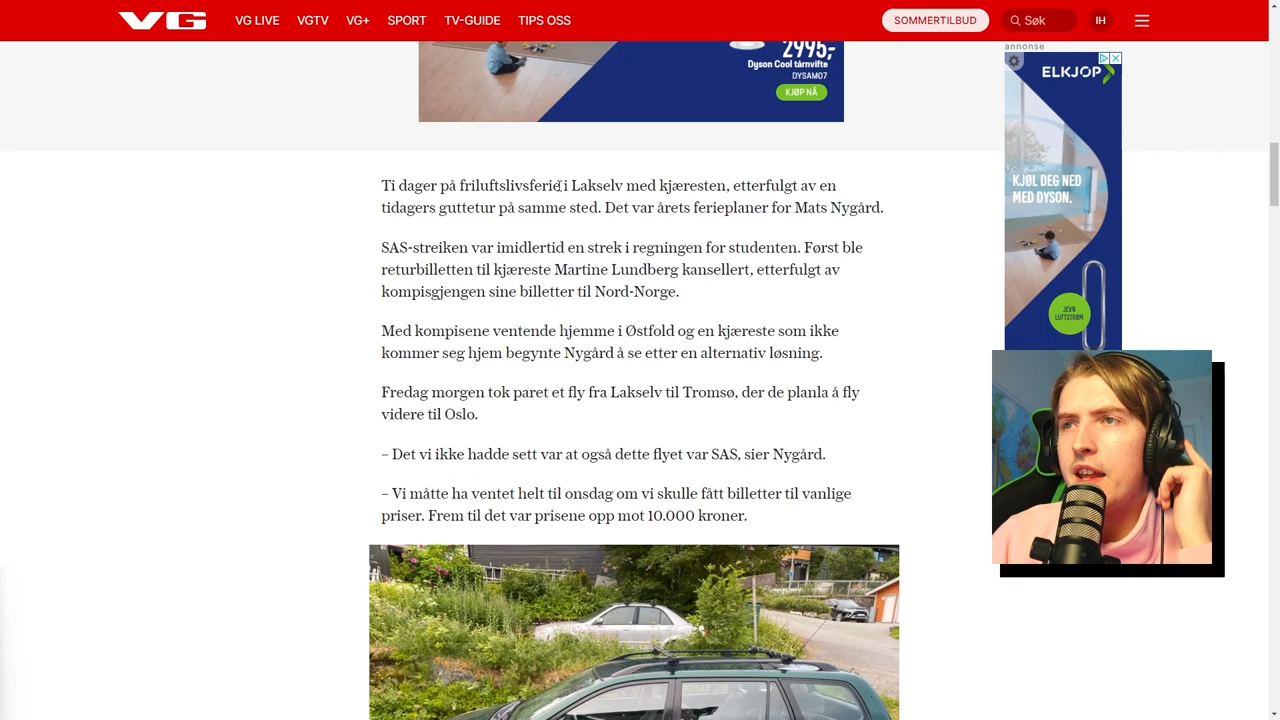 VG
VG LIVE VGTV VG+ SPORT TV-GUIDE TIPS OSS
SOMMERTILBUD Søk IH
2995,-
Dyson Cool tårnvifte
DYSAM07
KJØP NÅ
annonse
ELKJØP
KJØL DEG NED
MED DYSON.
JEVN
LUFTSTRØM
Ti dager på friluftslivsferie i Lakselv med kjæresten, etterfulgt av en
tidagers guttetur på samme sted. Det var årets ferieplaner for Mats Nygård.
SAS-streiken var imidlertid en strek i regningen for studenten. Først ble
returbilletten til kjæreste Martine Lundberg kansellert, etterfulgt av
kompisgjengen sine billetter til Nord-Norge.
Med kompisene ventende hjemme i Østfold og en kjæreste som ikke
kommer seg hjem begynte Nygård å se etter en alternativ løsning.
Fredag morgen tok paret et fly fra Lakselv til Tromsø, der de planla å fly
videre til Oslo.
– Det vi ikke hadde sett var at også dette flyet var SAS, sier Nygård.
– Vi måtte ha ventet helt til onsdag om vi skulle fått billetter til vanlige
priser. Frem til det var prisene opp mot 10.000 kroner.